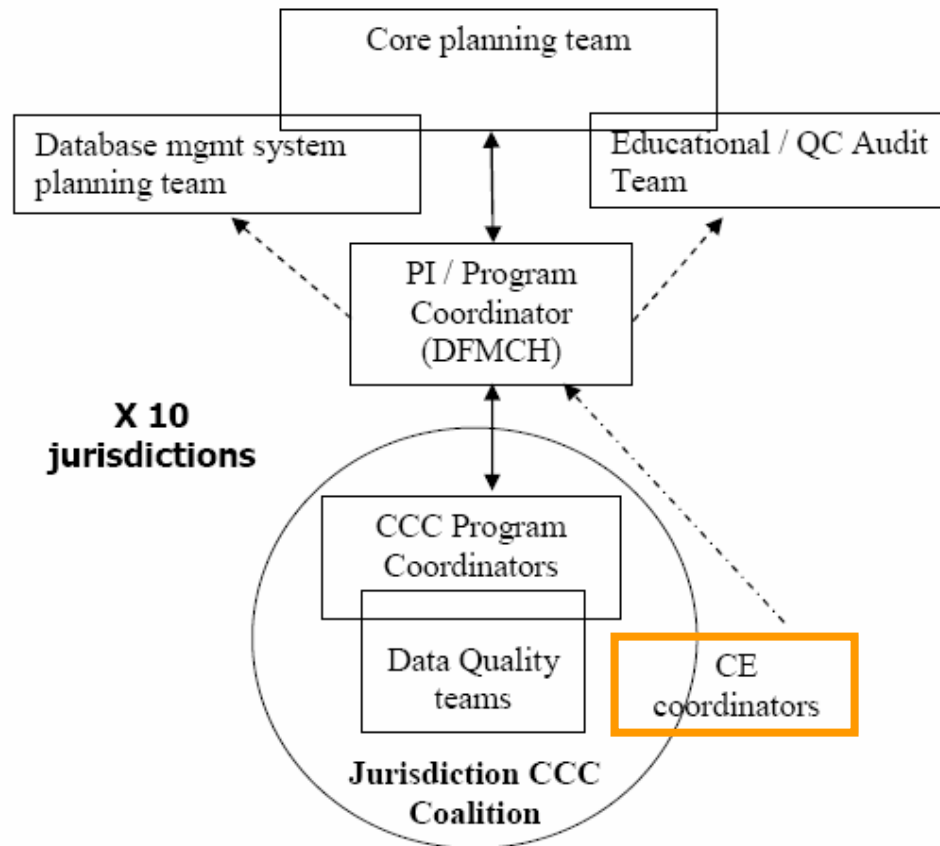 Core planning team
Database mgmt system
planning team
Educational / QC Audit
Team
PI / Program
Coordinator
(DFMCH)
X 10
jurisdictions
CCC Program
Coordinators
Data Quality
teams
CE
coordinators
Jurisdiction CCC
Coalition